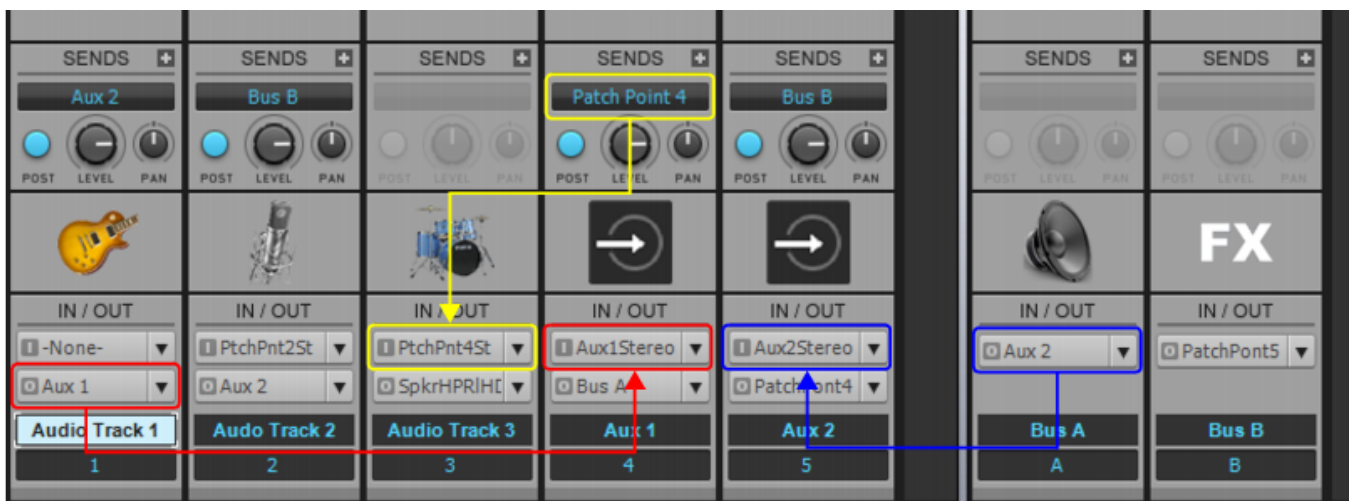 SENDS SENDS SENDS SENDS SENDS SENDS SENDS
Aux 2 Bus B Patch Point 4 Bus B
POST LEVEL PAN POST LEVEL PAN POST LEVEL PAN POST LEVEL PAN POST LEVEL PAN POST LEVEL PAN POST LEVEL PAN
FX
IN / OUT IN / OUT IN / OUT IN / OUT IN / OUT IN / OUT IN / OUT
I -None- I PtchPnt2St I PtchPnt4St I Aux1Stereo I Aux2Stereo O Aux 2 O PatchPont5
O Aux 1 O Aux 2 O SpkrHPRlHD O Bus A O PatchPont4
Audio Track 1 Audo Track 2 Audio Track 3 Aux 1 Aux 2 Bus A Bus B
1 2 3 4 5 A B